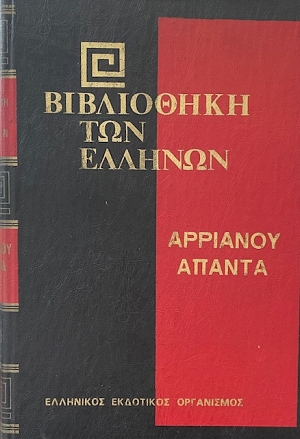 ΒΙΒΛΙΟΘΗΚΗ
ΤΩΝ
ΕΛΛΗΝΩΝ
ΑΡΡΙΑΝΟΥ
ΑΠΑΝΤΑ
ΕΛΛΗΝΙΚΟΣ ΕΚΔΟΤΙΚΟΣ ΟΡΓΑΝΙΣΜΟΣ